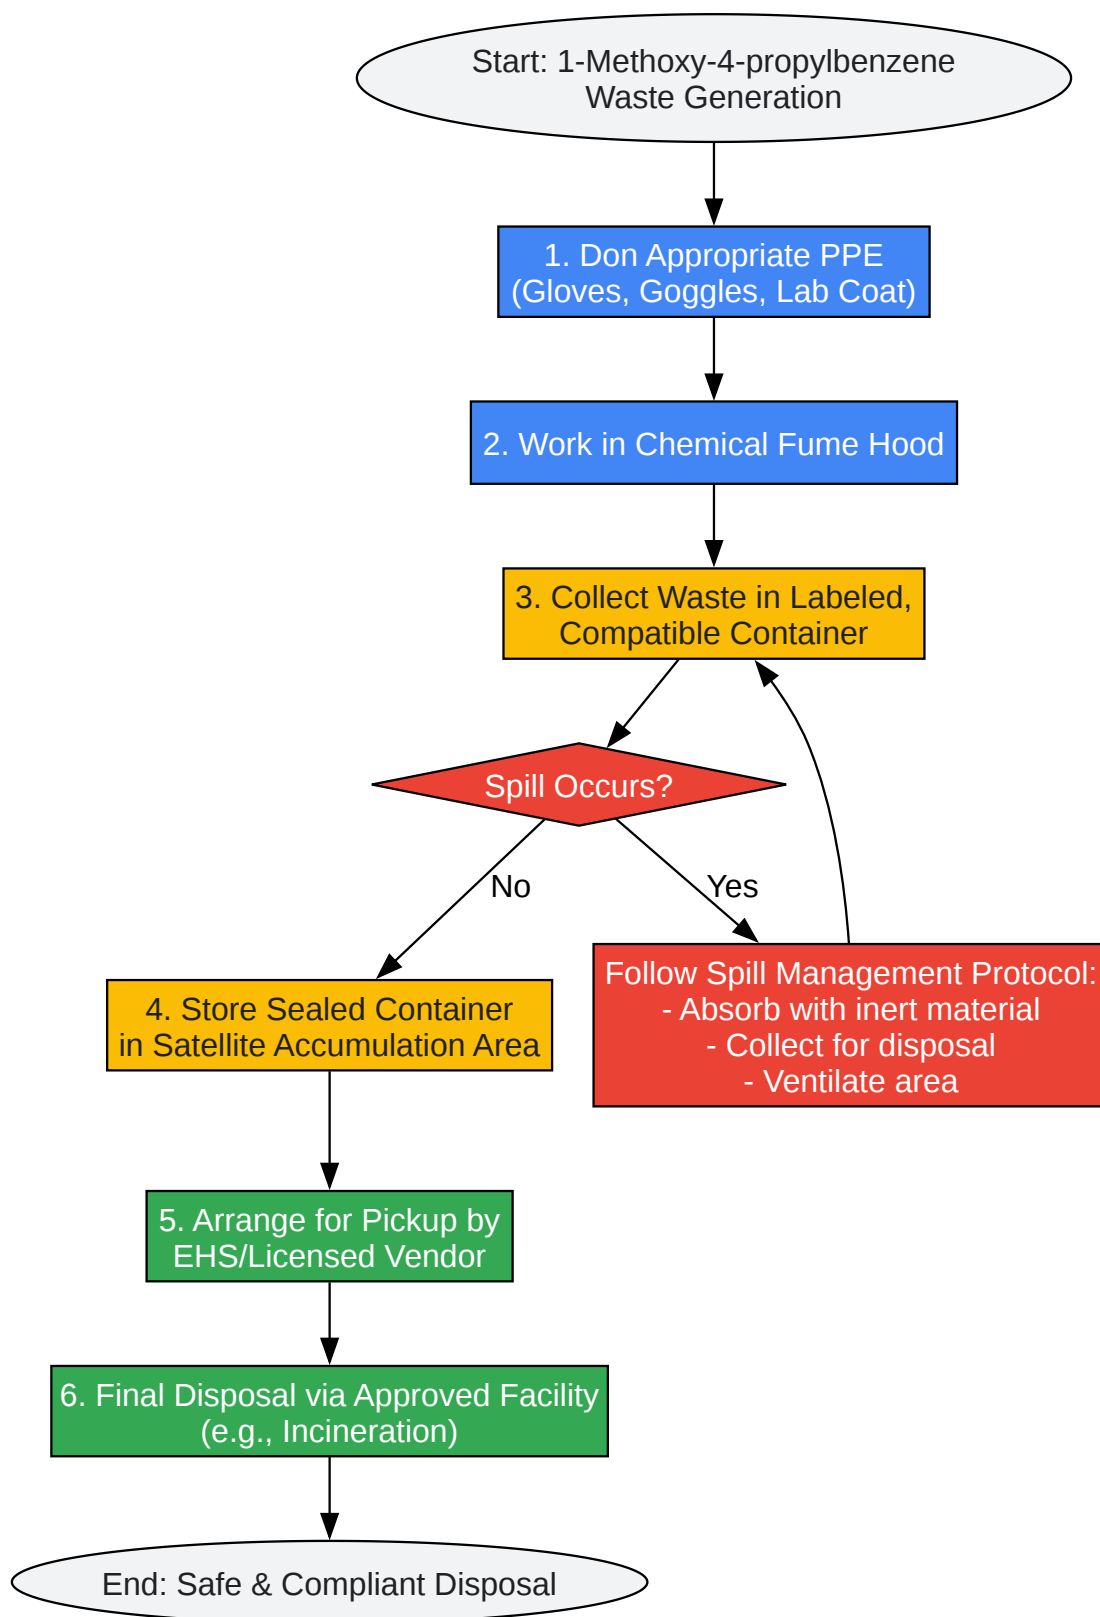 Start: 1-Methoxy-4-propylbenzene
Waste Generation
1. Don Appropriate PPE
(Gloves, Goggles, Lab Coat)
2. Work in Chemical Fume Hood
3. Collect Waste in Labeled,
Compatible Container
Spill Occurs?
No
Yes
Follow Spill Management Protocol:
- Absorb with inert material
- Collect for disposal
- Ventilate area
4. Store Sealed Container
in Satellite Accumulation Area
5. Arrange for Pickup by
EHS/Licensed Vendor
6. Final Disposal via Approved Facility
(e.g., Incineration)
End: Safe & Compliant Disposal